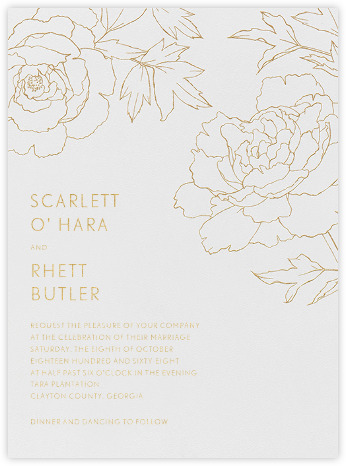 SCARLETT
O' HARA
AND
RHETT
BUTLER
REQUEST THE PLEASURE OF YOUR COMPANY
AT THE CELEBRATION OF THEIR MARRIAGE
SATURDAY, THE EIGHTH OF OCTOBER
EIGHTEEN HUNDRED AND SIXTY EIGHT
AT HALF PAST SIX O'CLOCK IN THE EVENING
TARA PLANTATION
CLAYTON COUNTY, GEORGIA
DINNER AND DANCING TO FOLLOW